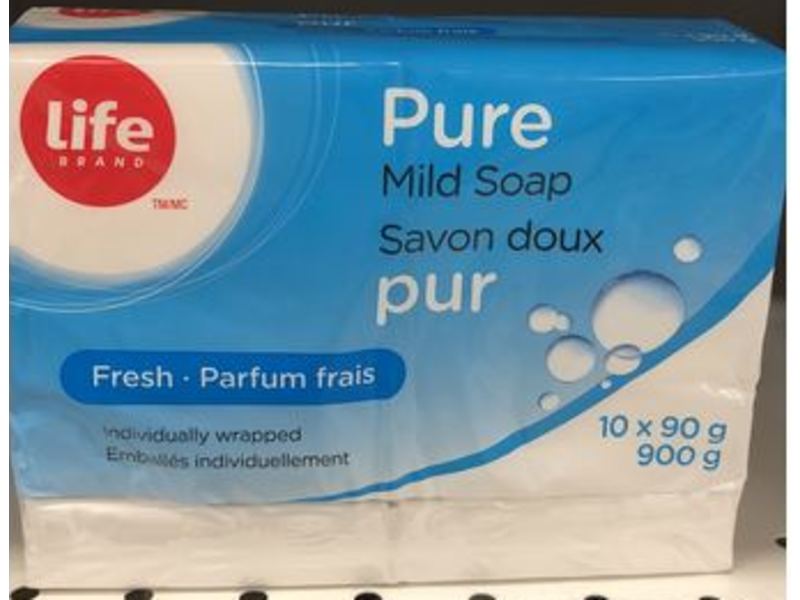 life
BRAND
TM/MC
Pure
Mild Soap
Savon doux
pur
Fresh · Parfum frais
Individually wrapped
Emballés individuellement
10 x 90 g
900 g